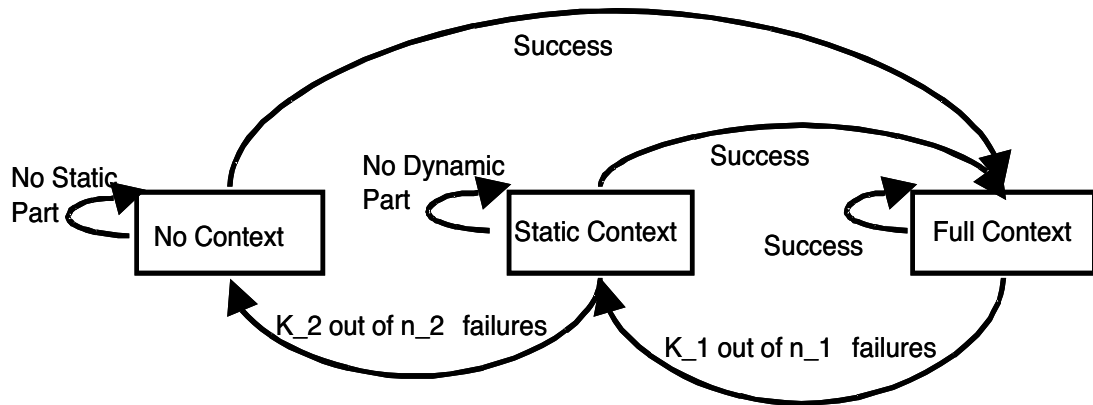 Success
No Dynamic
Part
Success
No Static
Part
No Context
Static Context
Full Context
Success
K_2 out of n_2 failures
K_1 out of n_1 failures